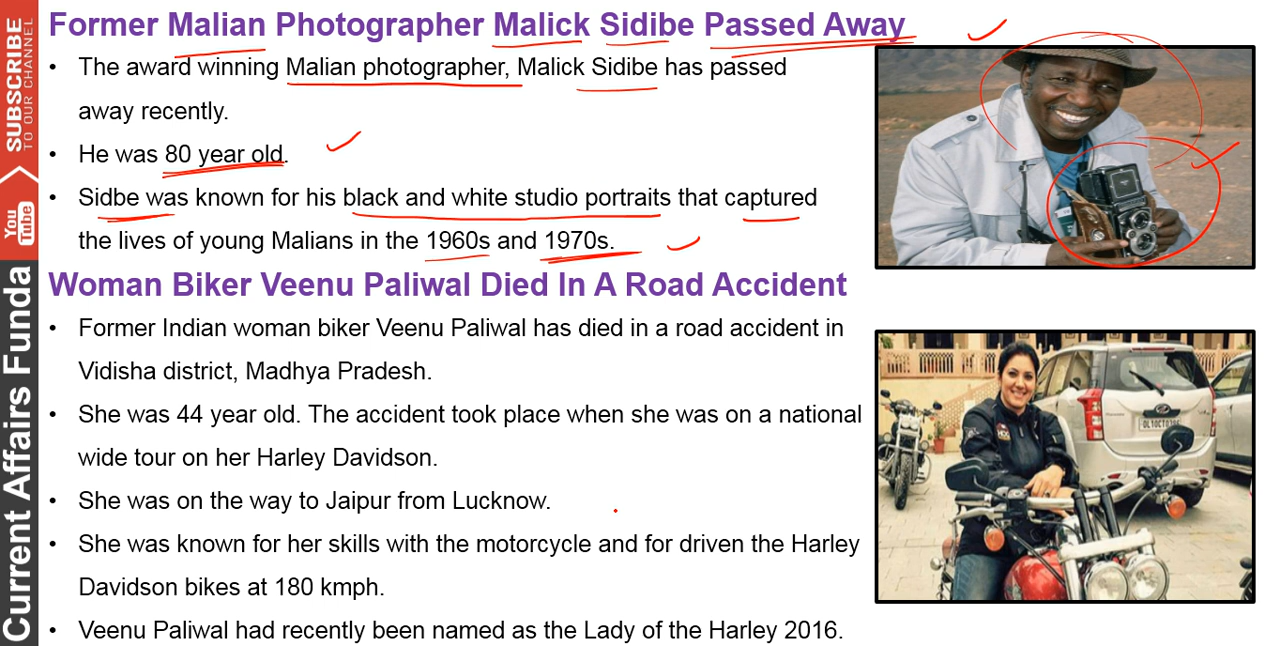 SUBSCRIBE
TO OUR CHANNEL
You Tube
Current Affairs Funda
Former Malian Photographer Malick Sidibe Passed Away
• The award winning Malian photographer, Malick Sidibe has passed
away recently.
• He was 80 year old.
• Sidbe was known for his black and white studio portraits that captured
the lives of young Malians in the 1960s and 1970s.
Woman Biker Veenu Paliwal Died In A Road Accident
• Former Indian woman biker Veenu Paliwal has died in a road accident in
Vidisha district, Madhya Pradesh.
• She was 44 year old. The accident took place when she was on a national
wide tour on her Harley Davidson.
• She was on the way to Jaipur from Lucknow.
• She was known for her skills with the motorcycle and for driven the Harley
Davidson bikes at 180 kmph.
• Veenu Paliwal had recently been named as the Lady of the Harley 2016.